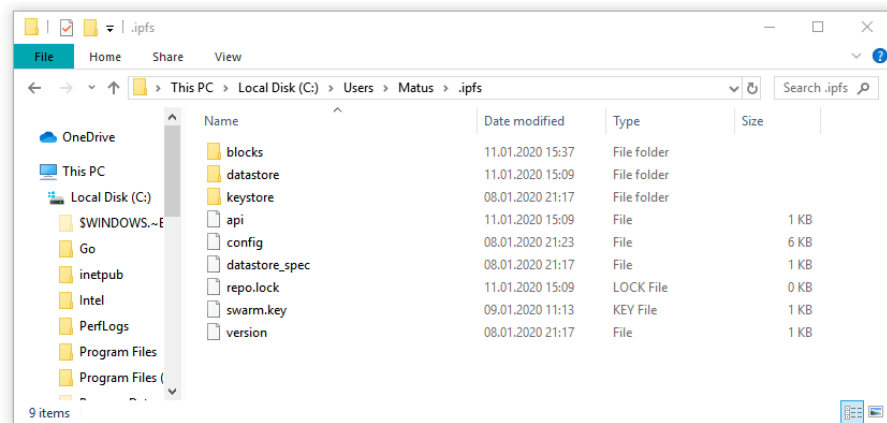 .ipfs
File Home Share View
This PC > Local Disk (C:) > Users > Matus > .ipfs
Search .ipfs
Name Date modified Type Size
OneDrive
This PC
Local Disk (C:)
$WINDOWS.~
Go
inetpub
Intel
PerfLogs
Program Files
Program Files (
blocks 11.01.2020 15:37 File folder
datastore 11.01.2020 15:09 File folder
keystore 08.01.2020 21:17 File folder
api 11.01.2020 15:09 File 1 KB
config 08.01.2020 21:23 File 6 KB
datastore_spec 08.01.2020 21:17 File 1 KB
repo.lock 11.01.2020 15:09 LOCK File 0 KB
swarm.key 09.01.2020 11:13 KEY File 1 KB
version 08.01.2020 21:17 File 1 KB
9 items